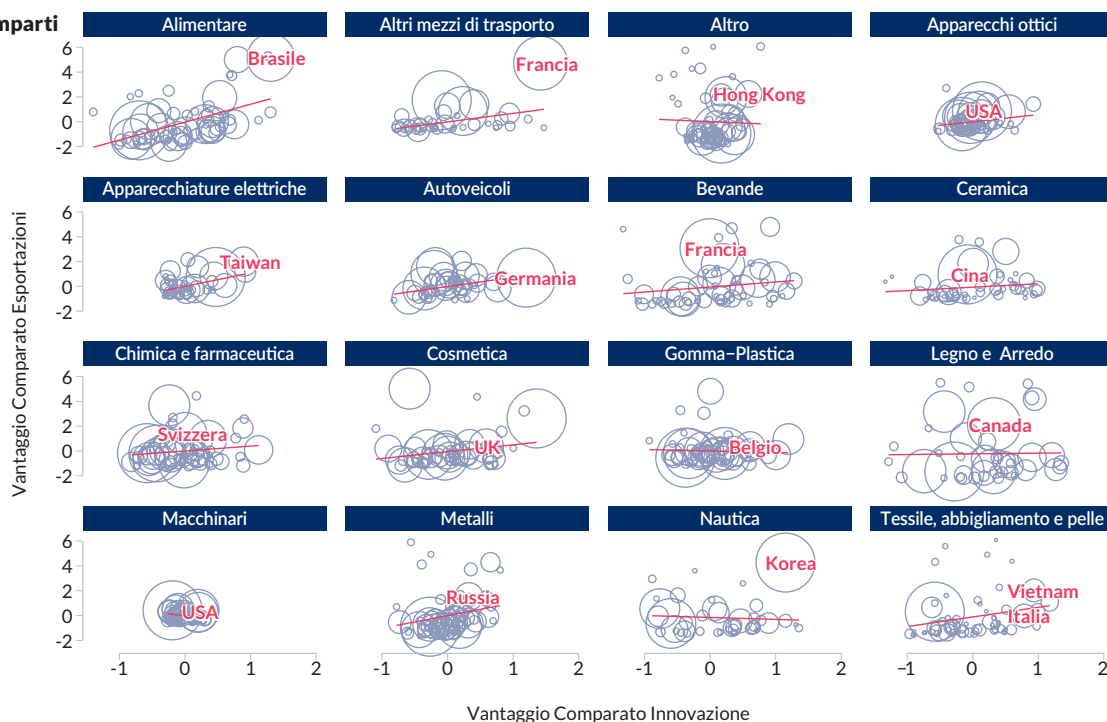 mparti
Alimentare
Altri mezzi di trasporto
Altro
Apparecchi ottici
6
4
2
0
-2
Brasile
Francia
Hong Kong
USA
Apparecchiature elettriche
Autoveicoli
Bevande
Ceramica
6
4
2
0
-2
Taiwan
Germania
Francia
Cina
Vantaggio Comparato Esportazioni
Chimica e farmaceutica
Cosmetica
Gomma–Plastica
Legno e Arredo
6
4
2
0
-2
Svizzera
UK
Belgio
Canada
Macchinari
Metalli
Nautica
Tessile, abbigliamento e pelle
6
4
2
0
-2
USA
Russia
Korea
Vietnam
Italia
-1 0 1 2 -1 0 1 2 -1 0 1 2 −1 0 1 2
Vantaggio Comparato Innovazione